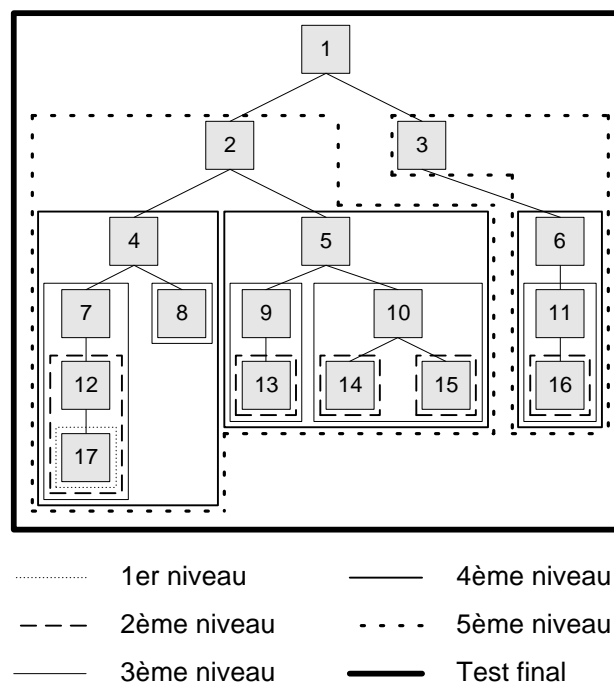 1
2 3
4 5 6
7 8 9 10 11
12 13 14 15 16
17
1er niveau 4ème niveau
2ème niveau 5ème niveau
3ème niveau Test final